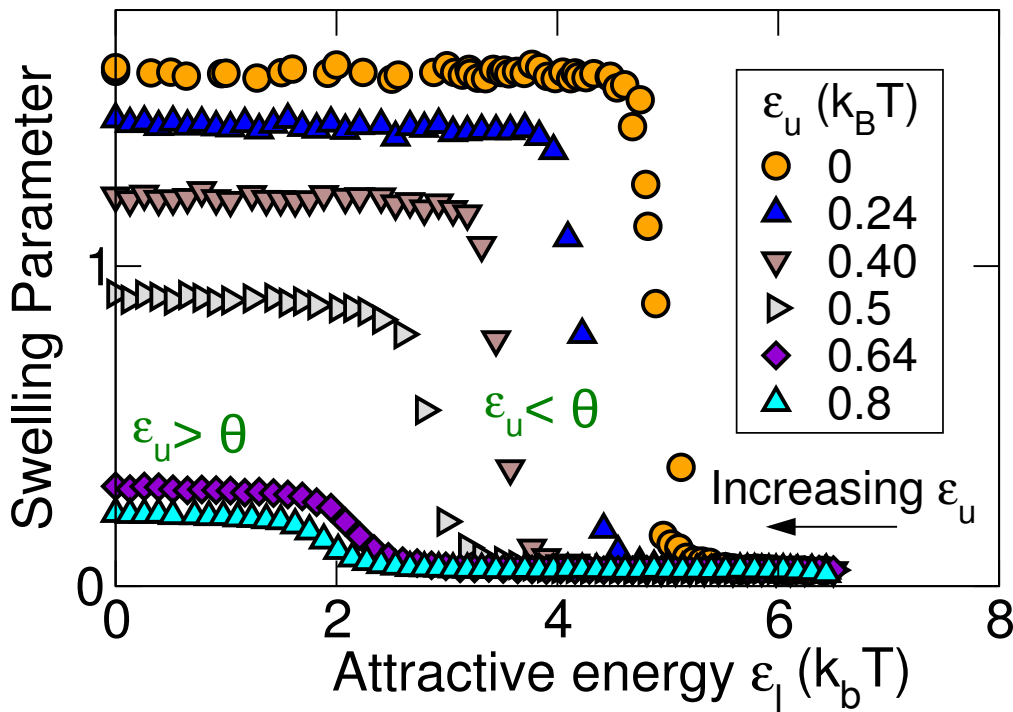 Swelling Parameter
1
0
ε_u (k_BT)
0
0.24
0.40
0.5
0.64
0.8
ε_u > θ
ε_u < θ
Increasing ε_u
0 2 4 6 8
Attractive energy ε_l (k_bT)